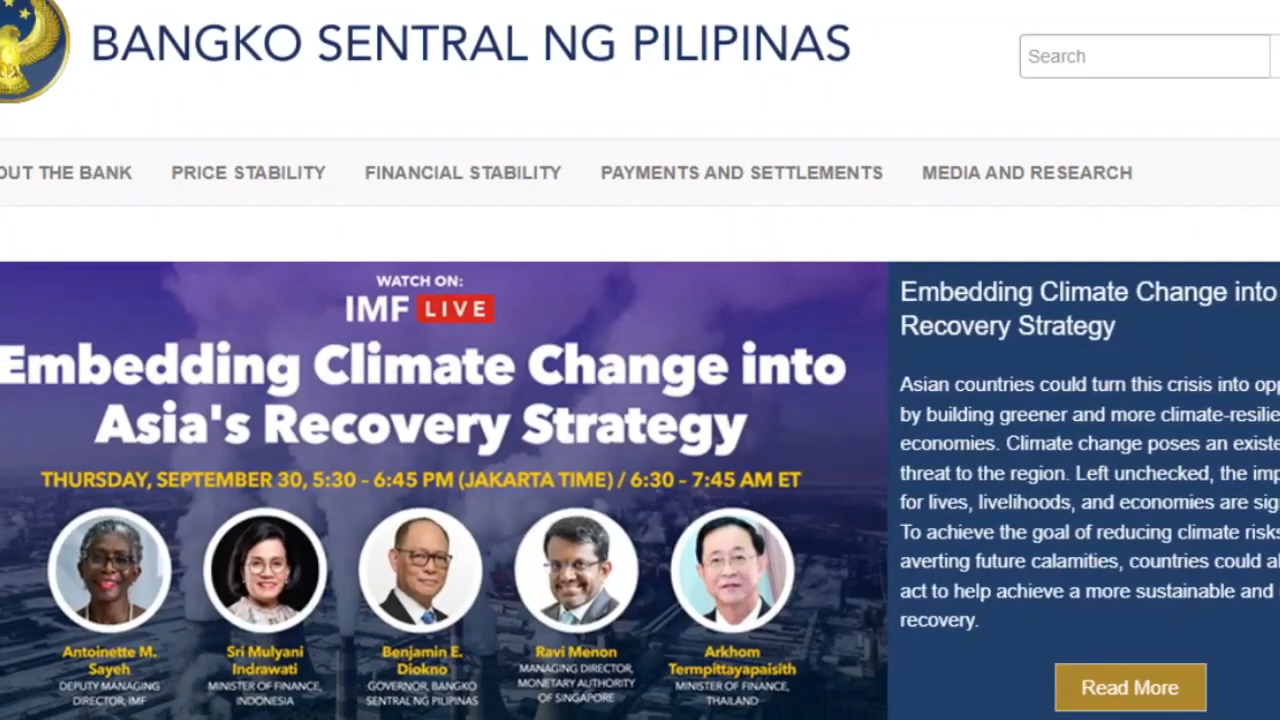 BANGKO SENTRAL NG PILIPINAS
Search
OUT THE BANK
PRICE STABILITY
FINANCIAL STABILITY
PAYMENTS AND SETTLEMENTS
MEDIA AND RESEARCH
WATCH ON:
IMF LIVE
Embedding Climate Change into
Asia's Recovery Strategy
THURSDAY, SEPTEMBER 30, 5:30 – 6:45 PM (JAKARTA TIME) / 6:30 – 7:45 AM ET
Antoinette M.
Sayeh
DEPUTY MANAGING
DIRECTOR, IMF
Sri Mulyani
Indrawati
MINISTER OF FINANCE,
INDONESIA
Benjamin E.
Diokno
GOVERNOR, BANGKO
SENTRAL NG PILIPINAS
Ravi Menon
MANAGING DIRECTOR,
MONETARY AUTHORITY
OF SINGAPORE
Arkhom
Termpittayapaisith
MINISTER OF FINANCE,
THAILAND
Embedding Climate Change into
Recovery Strategy
Asian countries could turn this crisis into opp
by building greener and more climate-resilie
economies. Climate change poses an existe
threat to the region. Left unchecked, the imp
for lives, livelihoods, and economies are sig
To achieve the goal of reducing climate risks
averting future calamities, countries could al
act to help achieve a more sustainable and
recovery.
Read More